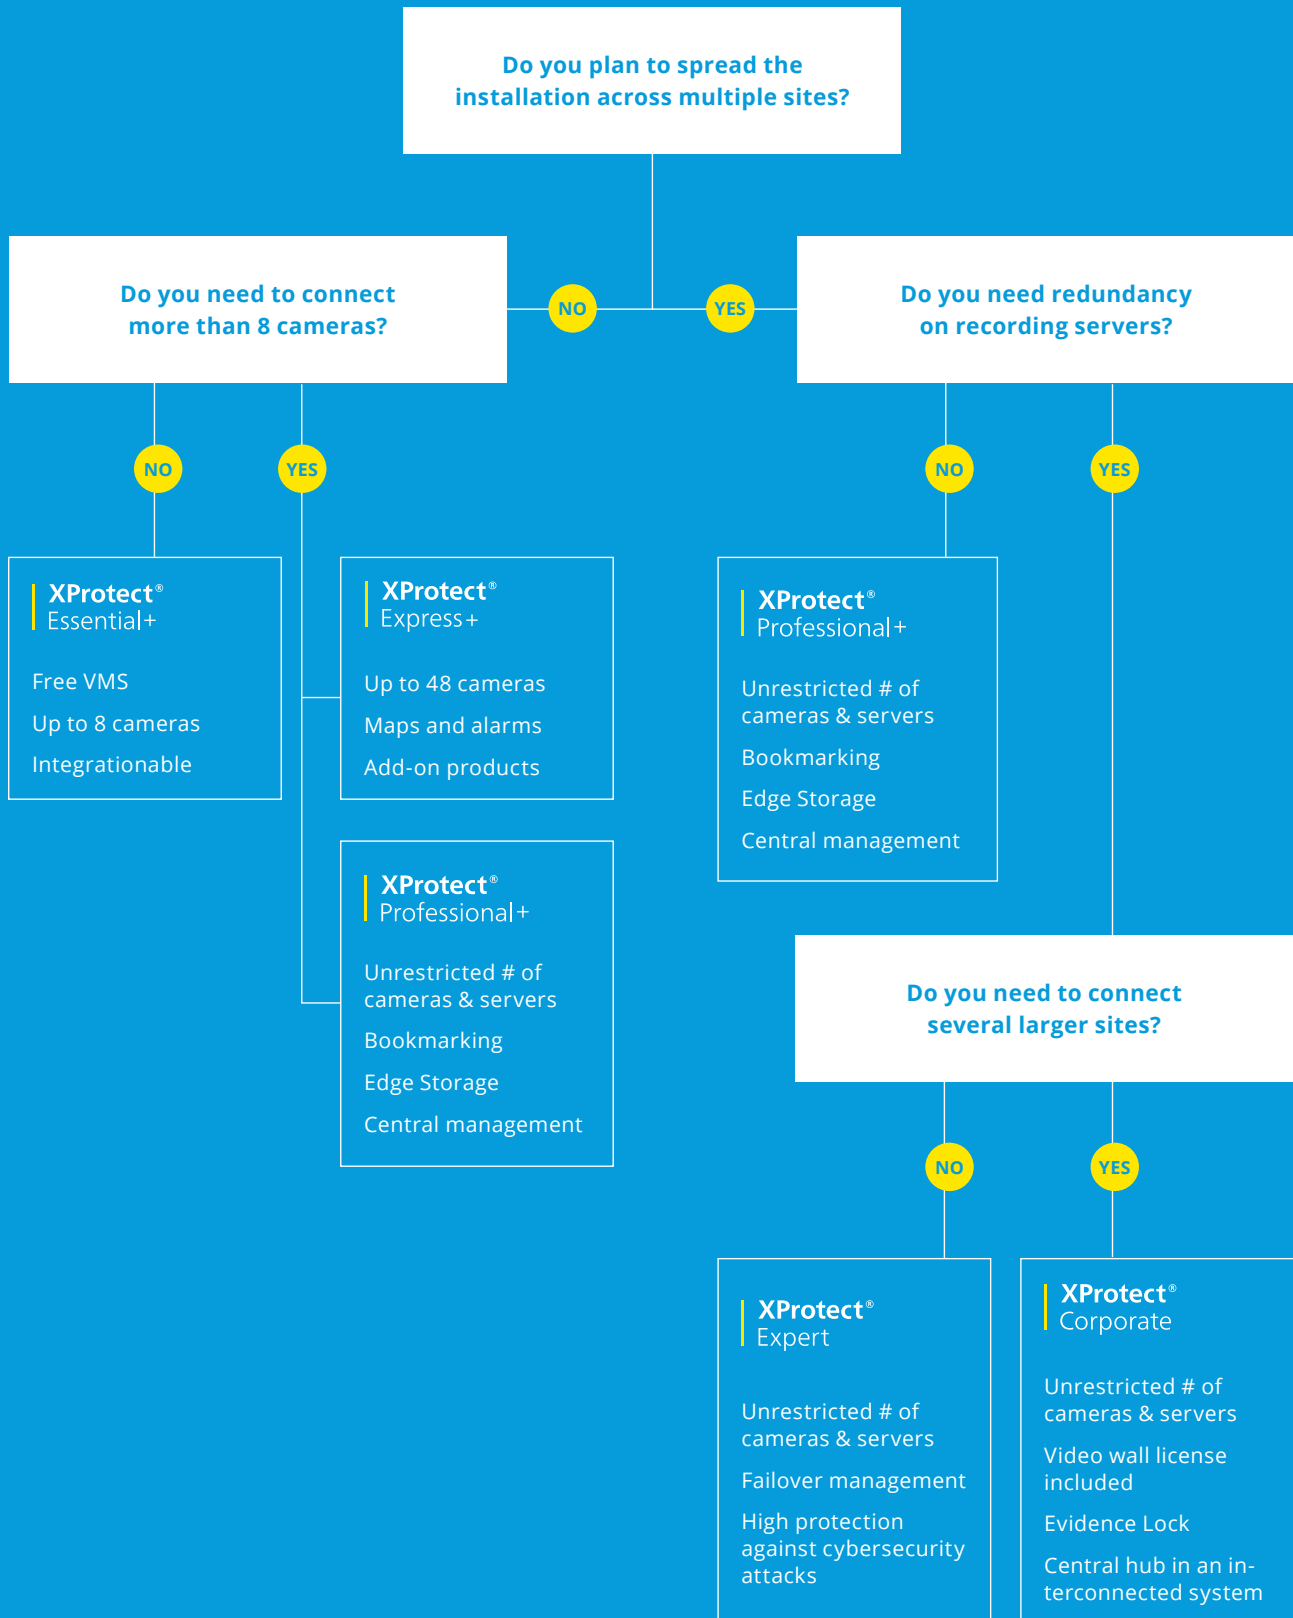 Do you plan to spread the
installation across multiple sites?
Do you need to connect
more than 8 cameras?
NO
YES
Do you need redundancy
on recording servers?
NO
YES
NO
YES
XProtect®
Essential+
Free VMS
Up to 8 cameras
Integrationable
XProtect®
Express+
Up to 48 cameras
Maps and alarms
Add-on products
XProtect®
Professional+
Unrestricted # of
cameras & servers
Bookmarking
Edge Storage
Central management
XProtect®
Professional+
Unrestricted # of
cameras & servers
Bookmarking
Edge Storage
Central management
Do you need to connect
several larger sites?
NO
YES
XProtect®
Expert
Unrestricted # of
cameras & servers
Failover management
High protection
against cybersecurity
attacks
XProtect®
Corporate
Unrestricted # of
cameras & servers
Video wall license
included
Evidence Lock
Central hub in an in-
terconnected system